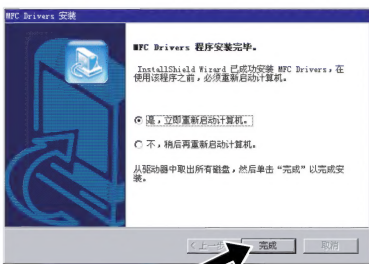 MFC Drivers 安装
MFC Drivers 程序安装完毕。
InstallShield Wizard 已成功安装 MFC Drivers，在
使用该程序之前，必须重新启动计算机。
是，立即重新启动计算机。
不，稍后再重新启动计算机。
从驱动器中取出所有磁盘，然后单击“完成”以完成安
装。
<上一步
完成
取消